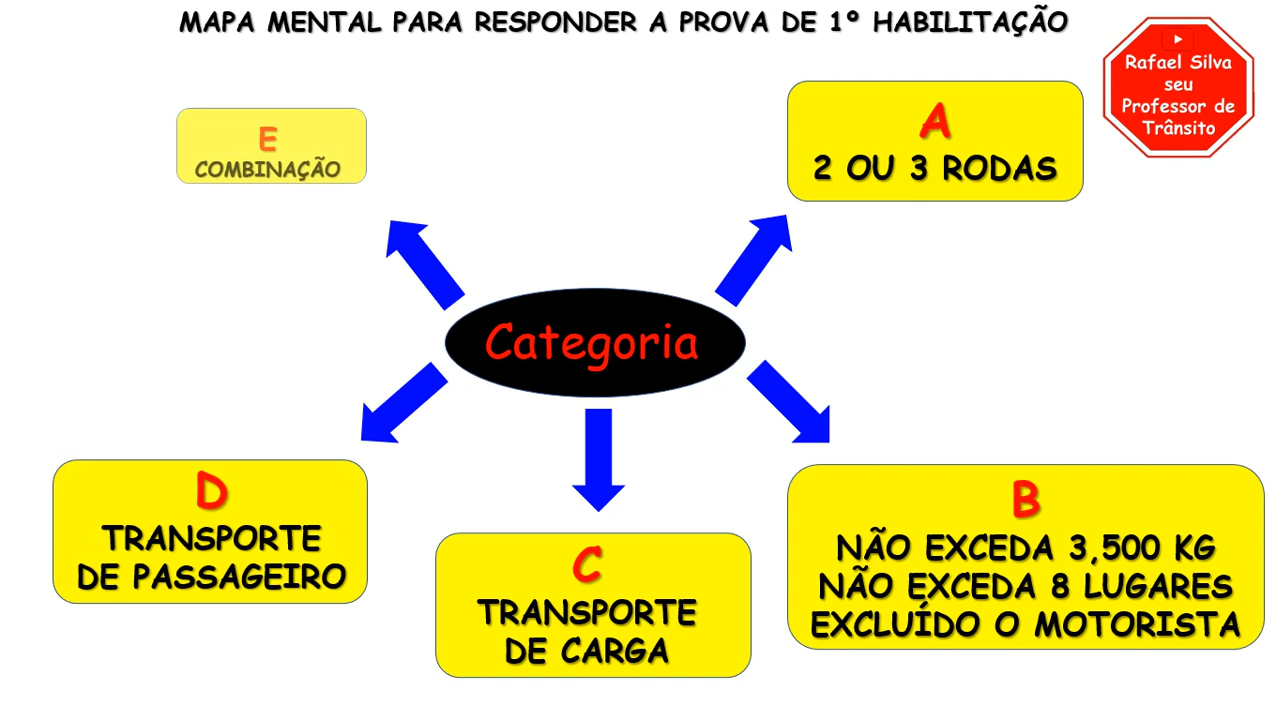 MAPA MENTAL PARA RESPONDER A PROVA DE 1º HABILITAÇÃO
Rafael Silva
seu
Professor de
Trânsito
E
COMBINAÇÃO
A
2 OU 3 RODAS
Categoria
D
TRANSPORTE
DE PASSAGEIRO
C
TRANSPORTE
DE CARGA
B
NÃO EXCEDA 3,500 KG
NÃO EXCEDA 8 LUGARES
EXCLUÍDO O MOTORISTA